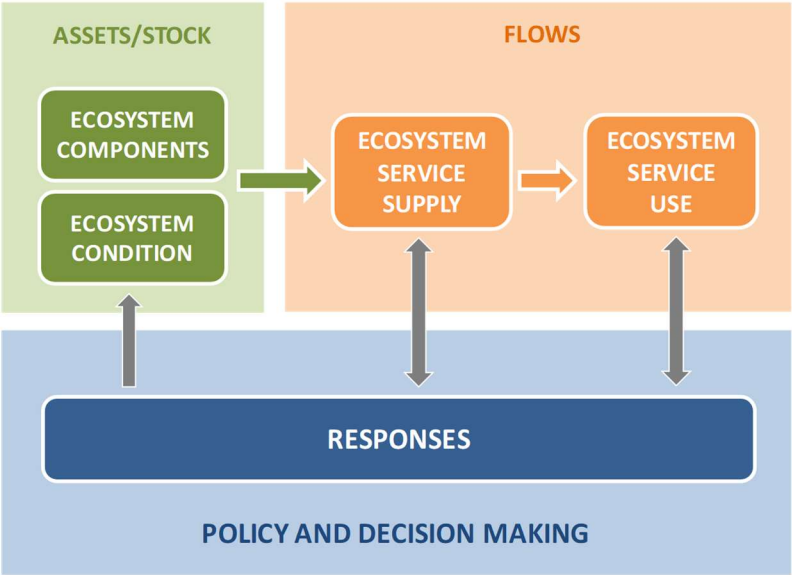 ASSETS/STOCK
FLOWS
ECOSYSTEM
COMPONENTS
ECOSYSTEM
CONDITION
ECOSYSTEM
SERVICE
SUPPLY
ECOSYSTEM
SERVICE
USE
RESPONSES
POLICY AND DECISION MAKING